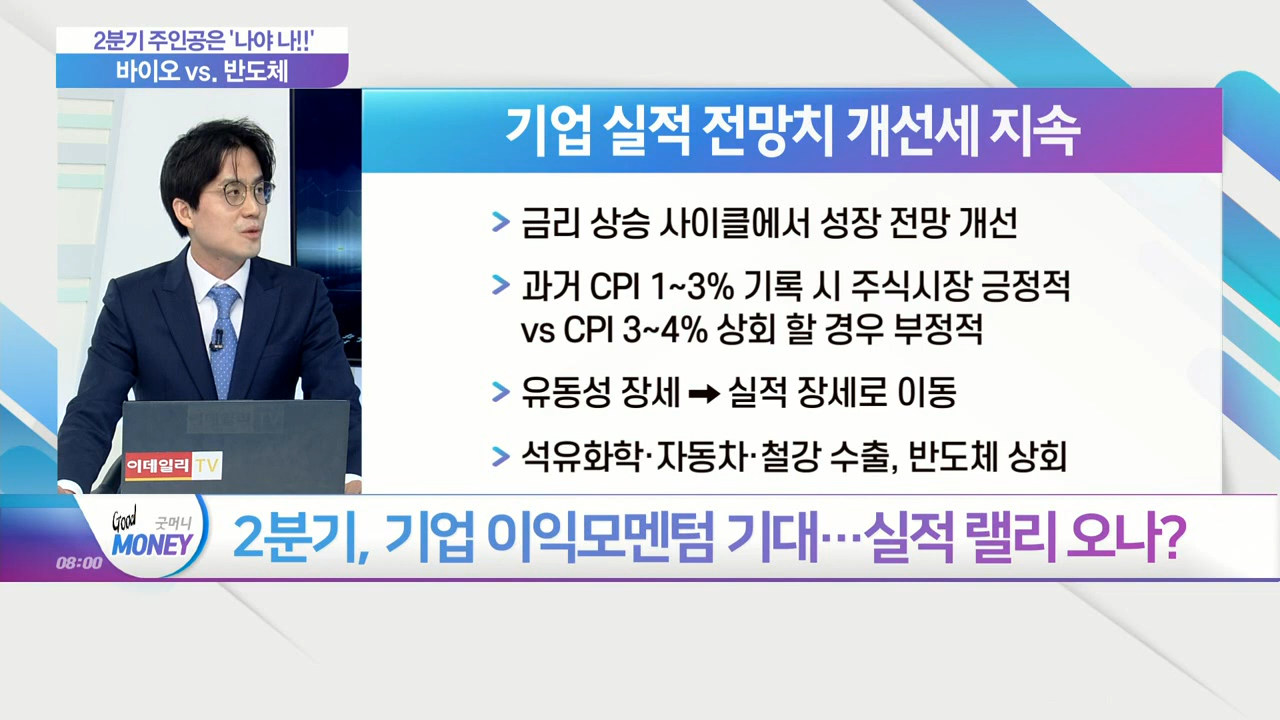 2분기 주인공은 '나야 나!!'
바이오 vs. 반도체
기업 실적 전망치 개선세 지속
> 금리 상승 사이클에서 성장 전망 개선
> 과거 CPI 1~3% 기록 시 주식시장 긍정적
vs CPI 3~4% 상회 할 경우 부정적
> 유동성 장세 ➡ 실적 장세로 이동
> 석유화학·자동차·철강 수출, 반도체 상회
이데일리TV
이데일리 TV
Good 굿머니
MONEY
08:00
2분기, 기업 이익모멘텀 기대…실적 랠리 오나?